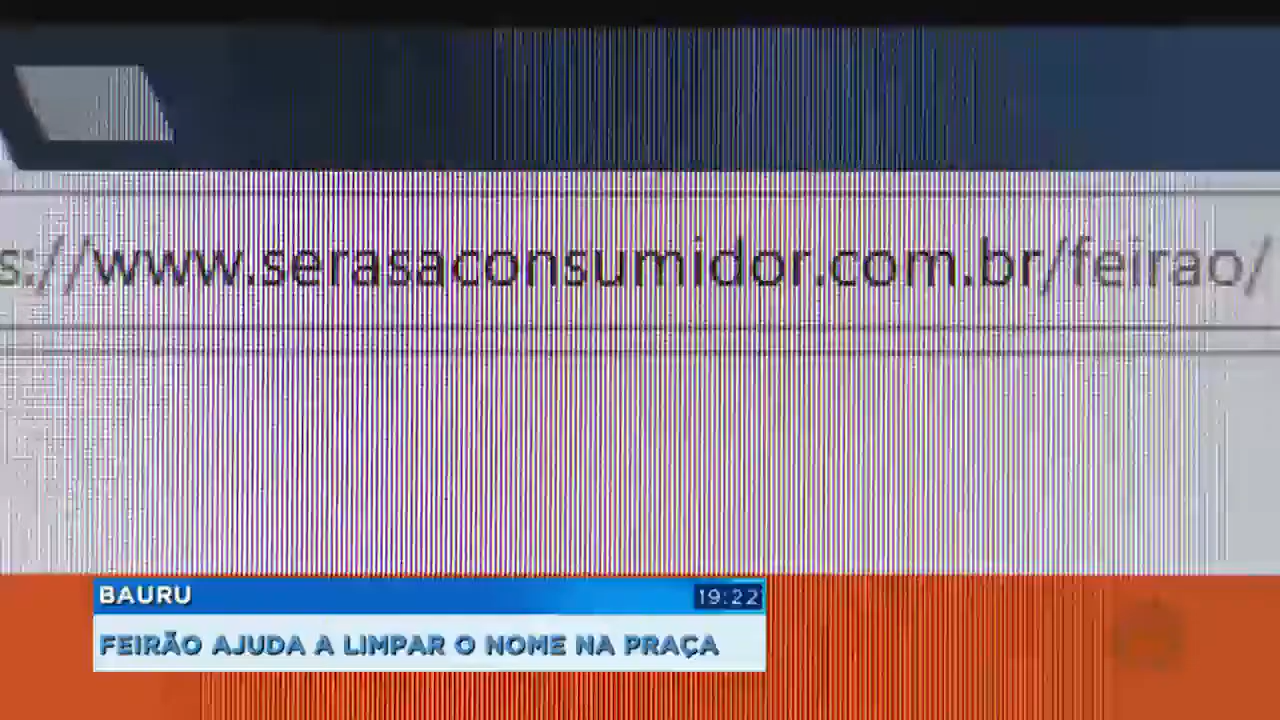 s://www.serasaconsumidor.com.br/feirao/
BAURU
19:22
FEIRÃO AJUDA A LIMPAR O NOME NA PRAÇA